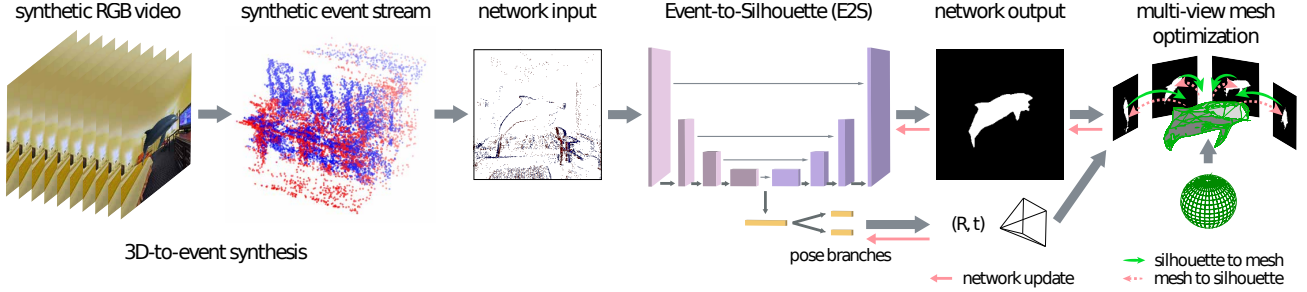 synthetic RGB video
synthetic event stream
network input
Event-to-Silhouette (E2S)
network output
multi-view mesh
optimization
3D-to-event synthesis
pose branches
(R, t)
network update
silhouette to mesh
mesh to silhouette